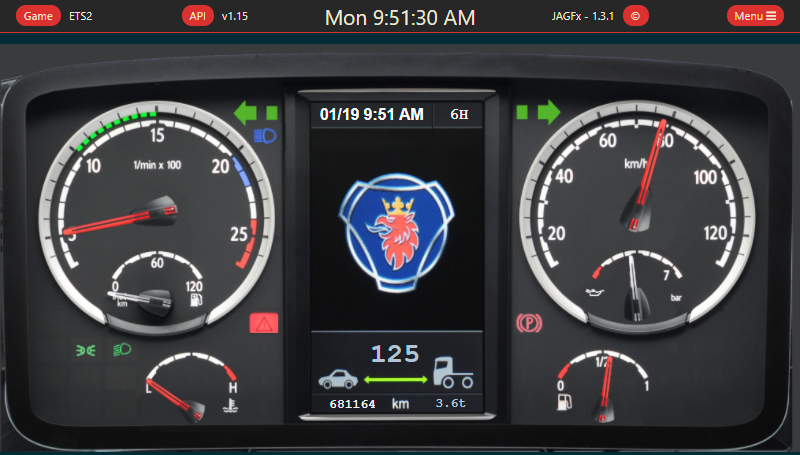 Game ETS2 API v1.15 Mon 9:51:30 AM JAGFx - 1.3.1 © Menu
01/19 9:51 AM 6H
5 10 15 20 25
1/min x 100
0 60 120
km
20 40 60 80 100 120
km/h
7
bar
125
L H
681164 km 3.6t
0 1/2 1
P